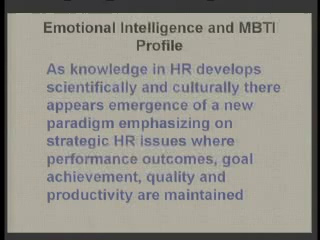 Emotional Intelligence and MBTI
Profile
As knowledge in HR develops
scientifically and culturally there
appears emergence of a new
paradigm emphasizing on
strategic HR issues where
performance outcomes, goal
achievement, quality and
productivity are maintained